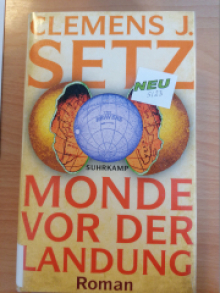 CLEMENS J.
SETZ
NEU
SUHRKAMP
MONDE
VOR DER
LANDUNG
Roman